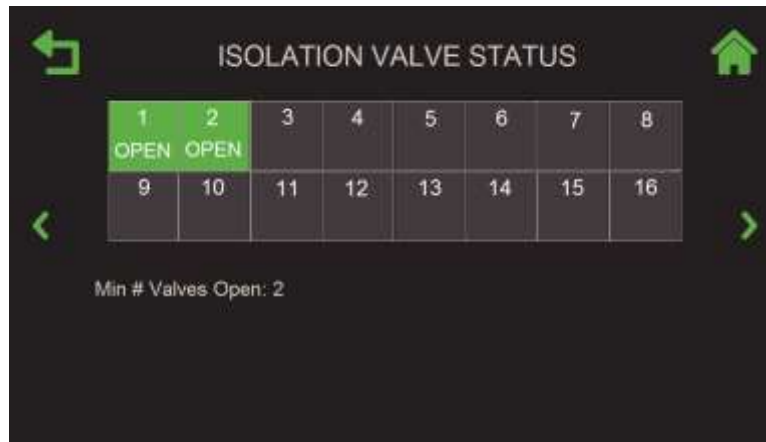 ISOLATION VALVE STATUS
1 2 3 4 5 6 7 8
OPEN OPEN
9 10 11 12 13 14 15 16
Min # Valves Open: 2